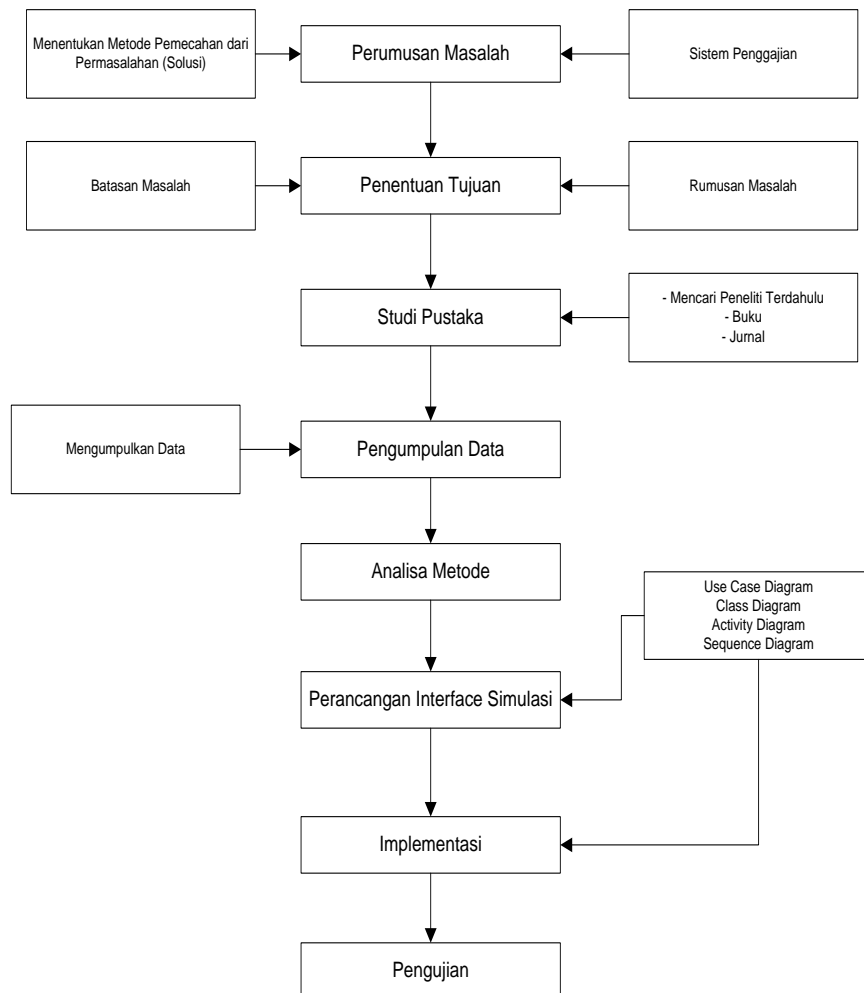 Menentukan Metode Pemecahan dari
Permasalahan (Solusi)
Perumusan Masalah
Sistem Penggajian
Batasan Masalah
Penentuan Tujuan
Rumusan Masalah
Studi Pustaka
- Mencari Peneliti Terdahulu
- Buku
- Jurnal
Mengumpulkan Data
Pengumpulan Data
Analisa Metode
Use Case Diagram
Class Diagram
Activity Diagram
Sequence Diagram
Perancangan Interface Simulasi
Implementasi
Pengujian